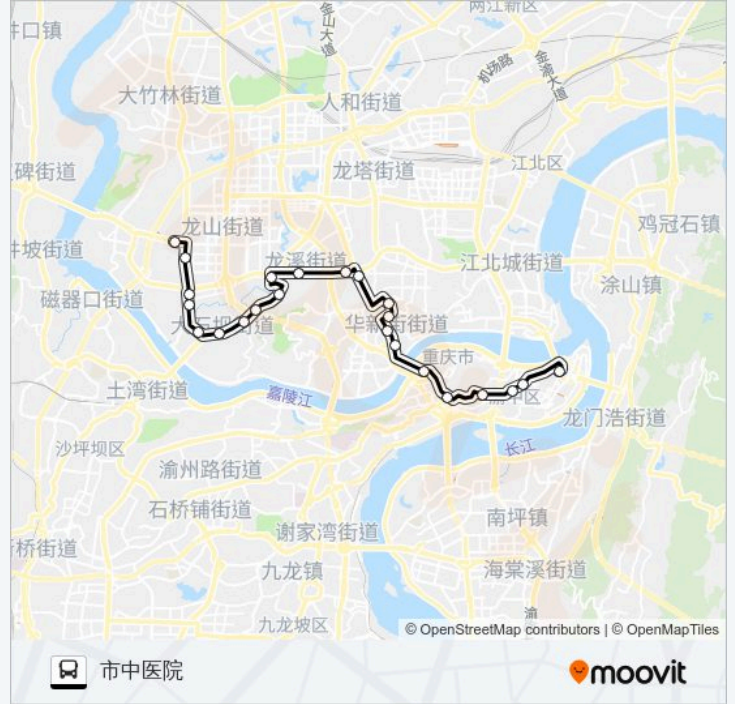 两江新区
井口镇
金山大道
机场路
金渝大道
大竹林街道
人和街道
龙塔街道
江北区
碑街道
龙山街道
鸡冠石镇
井坡街道
龙溪街道
江北城街道
涂山镇
磁器口街道
大石坝街道
华新街街道
重庆市
土湾街道
嘉陵江
渝中区
龙门浩街道
沙坪坝区
渝州路街道
长江
石桥铺街道
南坪镇
谢家湾街道
桥街道
九龙镇
海棠溪街道
渝
九龙坡区
© OpenStreetMap contributors | © OpenMapTiles
市中医院
moovit